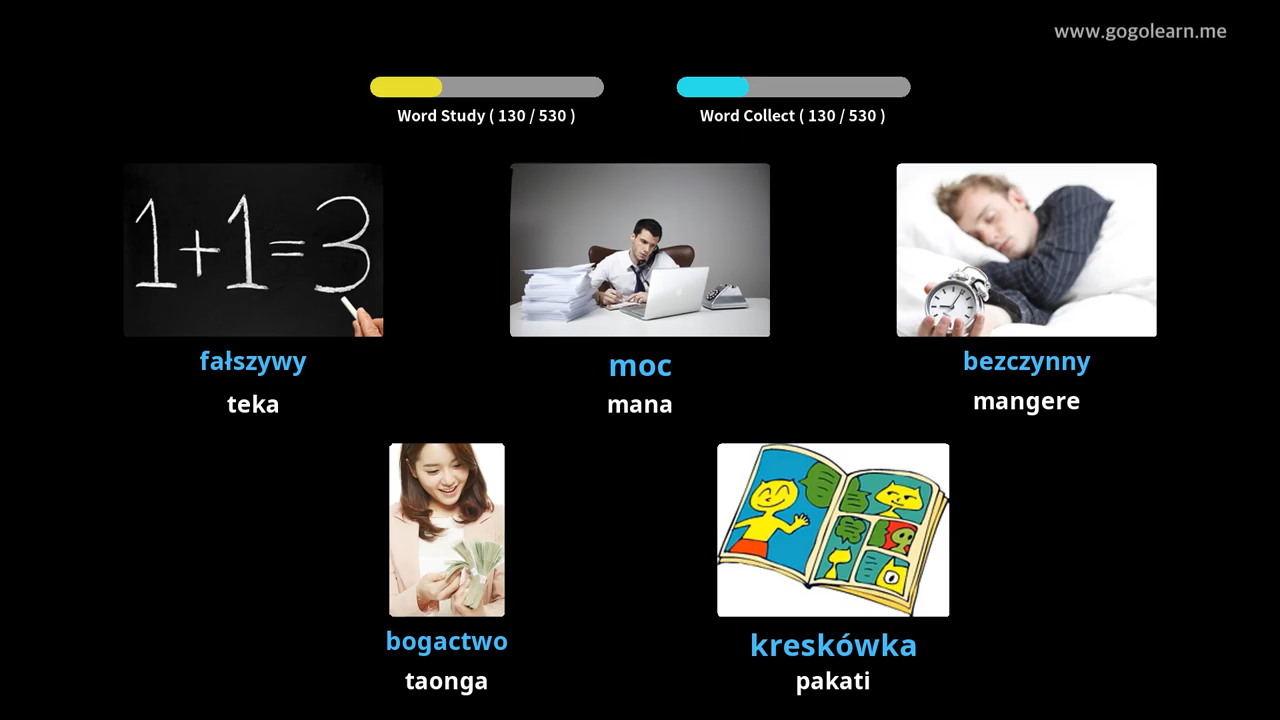 www.gogolearn.me
Word Study ( 130 / 530 )
Word Collect ( 130 / 530 )
1+1=3
fałszywy
moc
bezczynny
teka
mana
mangere
bogactwo
kreskówka
taonga
pakati